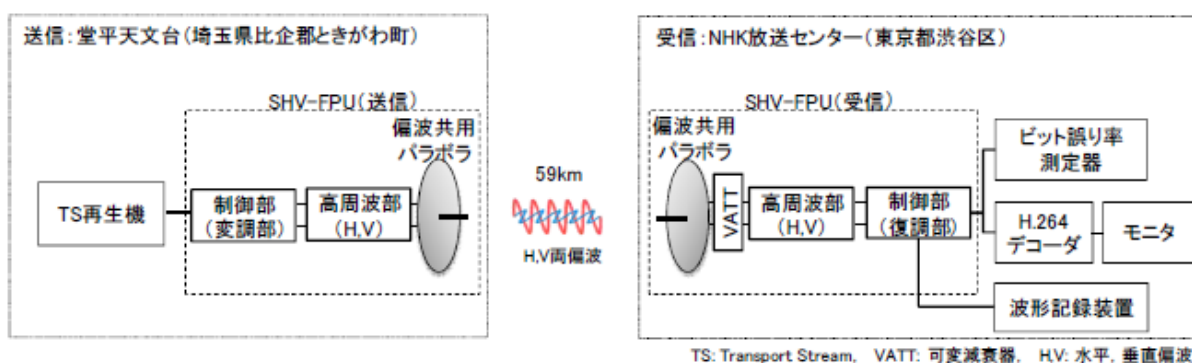 送信：堂平天文台（埼玉県比企郡ときがわ町）
SHV-FPU（送信）
偏波共用
パラボラ
TS再生機
制御部
（変調部）
高周波部
（H,V）
59km
H,V両偏波
受信：NHK放送センター（東京都渋谷区）
SHV-FPU（受信）
偏波共用
パラボラ
VATT
高周波部
（H,V）
制御部
（復調部）
ビット誤り率
測定器
H.264
デコーダ
モニタ
波形記録装置
TS: Transport Stream,　VATT: 可変減衰器,　H,V: 水平，垂直偏波